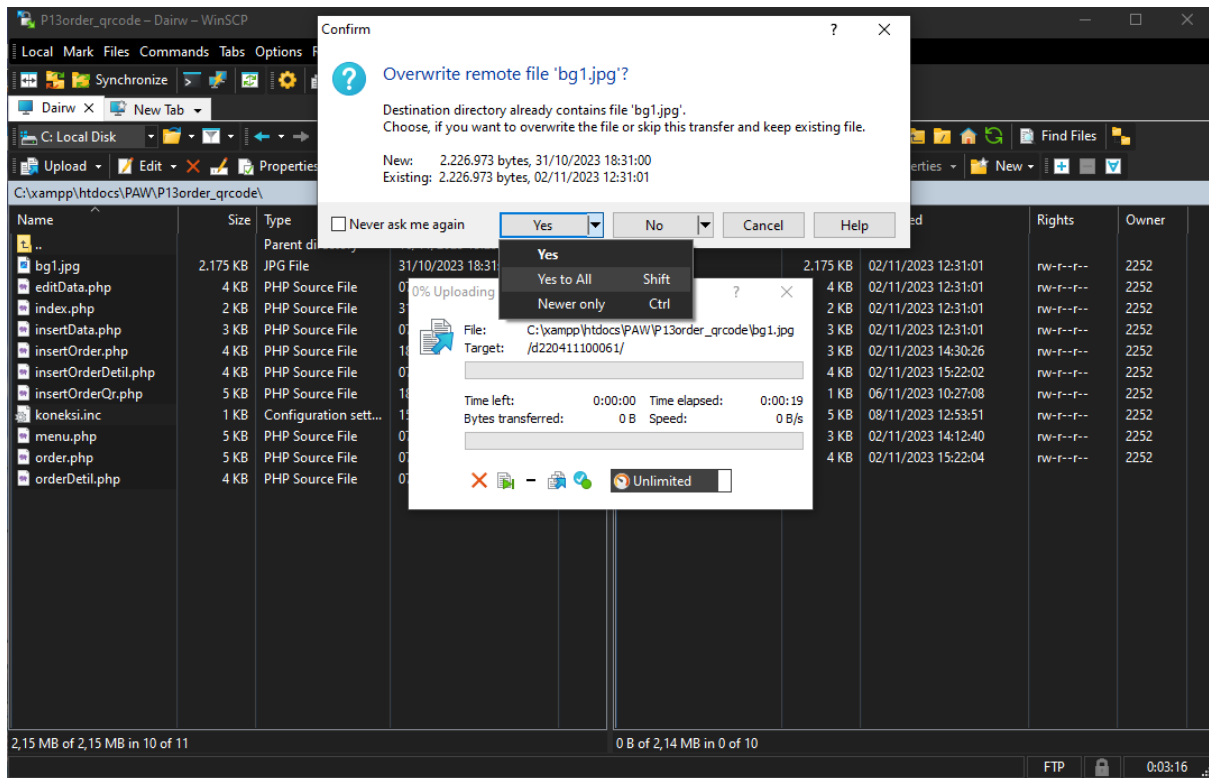 P13order_qrcode – Dairw – WinSCP
Local Mark Files Commands Tabs Options
Synchronize
Dairw New Tab
C: Local Disk Find Files
Upload Edit Properties New
C:\xampp\htdocs\PAW\P13order_qrcode\
Confirm
Overwrite remote file 'bg1.jpg'?
Destination directory already contains file 'bg1.jpg'.
Choose, if you want to overwrite the file or skip this transfer and keep existing file.
New: 2.226.973 bytes, 31/10/2023 18:31:00
Existing: 2.226.973 bytes, 02/11/2023 12:31:01
Never ask me again Yes No Cancel Help
Yes
Yes to All Shift
Newer only Ctrl
Name Size Type Rights Owner
.. Parent
bg1.jpg 2.175 KB JPG File 31/10/2023 18:31 2.175 KB 02/11/2023 12:31:01 rw-r--r-- 2252
editData.php 4 KB PHP Source File 4 KB 02/11/2023 12:31:01 rw-r--r-- 2252
index.php 2 KB PHP Source File 2 KB 02/11/2023 12:31:01 rw-r--r-- 2252
insertData.php 3 KB PHP Source File 3 KB 02/11/2023 12:31:01 rw-r--r-- 2252
insertOrder.php 4 KB PHP Source File 3 KB 02/11/2023 14:30:26 rw-r--r-- 2252
insertOrderDetil.php 4 KB PHP Source File 4 KB 02/11/2023 15:22:02 rw-r--r-- 2252
insertOrderQr.php 5 KB PHP Source File 1 KB 06/11/2023 10:27:08 rw-r--r-- 2252
koneksi.inc 1 KB Configuration sett... 5 KB 08/11/2023 12:53:51 rw-r--r-- 2252
menu.php 5 KB PHP Source File 3 KB 02/11/2023 14:12:40 rw-r--r-- 2252
order.php 5 KB PHP Source File 4 KB 02/11/2023 15:22:04 rw-r--r-- 2252
orderDetil.php 4 KB PHP Source File
0% Uploading
File: C:\xampp\htdocs\PAW\P13order_qrcode\bg1.jpg
Target: /d220411100061/
Time left: 0:00:00 Time elapsed: 0:00:19
Bytes transferred: 0 B Speed: 0 B/s
Unlimited
2,15 MB of 2,15 MB in 10 of 11 0 B of 2,14 MB in 0 of 10
FTP 0:03:16